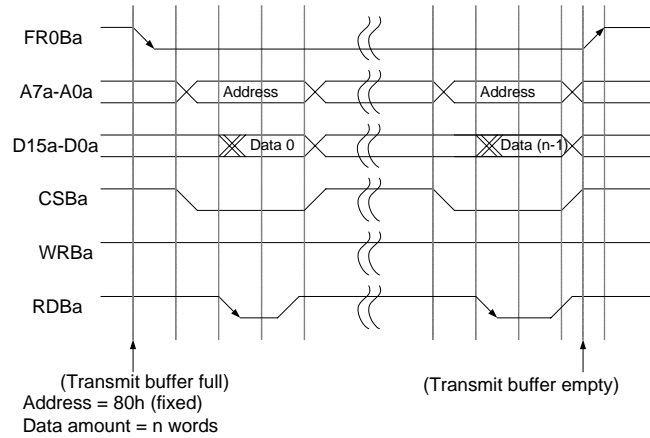 FR0Ba
A7a-A0a
Address
Address
D15a-D0a
Data 0
Data (n-1)
CSBa
WRBa
RDBa
(Transmit buffer full)
(Transmit buffer empty)
Address = 80h (fixed)
Data amount = n words